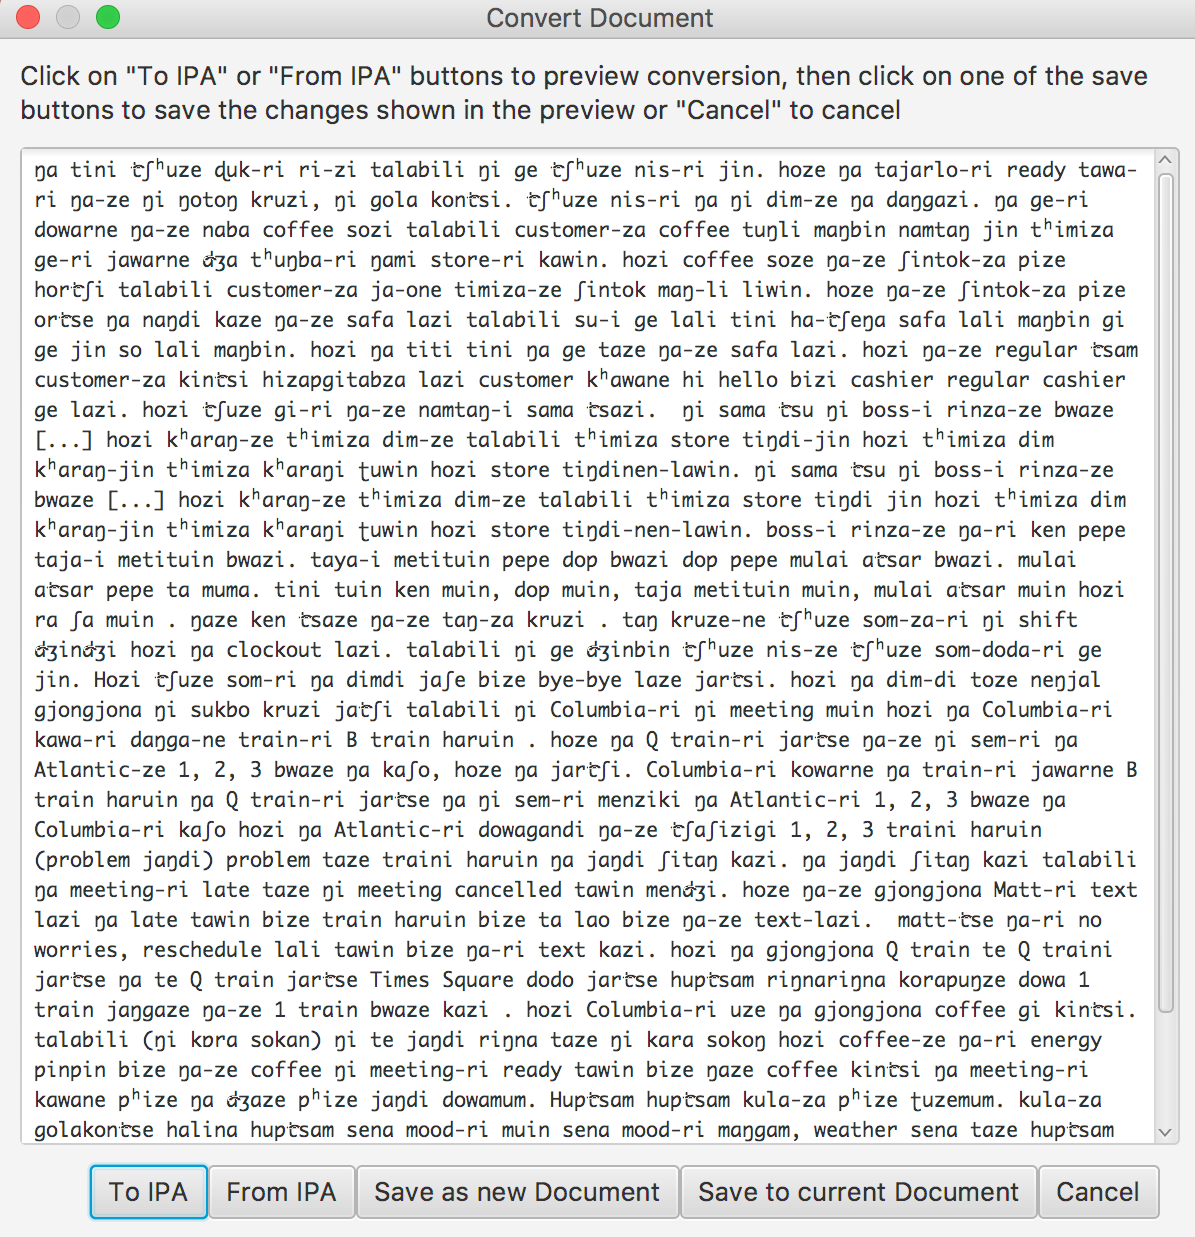 Convert Document
Click on "To IPA" or "From IPA" buttons to preview conversion, then click on one of the save
buttons to save the changes shown in the preview or "Cancel" to cancel
ŋa tini t͡ʃʰuze ɖuk-ri ri-zi talabili ŋi ge t͡ʃʰuze nis-ri jin. hoze ŋa tajarlo-ri ready tawa-
ri ŋa-ze ŋi ŋotoŋ kruzi, ŋi gola kont͡si. t͡ʃʰuze nis-ri ŋa ŋi dim-ze ŋa daŋgazi. ŋa ge-ri
dowarne ŋa-ze naba coffee sozi talabili customer-za coffee tuŋli maŋbin namtaŋ jin tʰimiza
ge-ri jawarne d͡ʒa tʰuŋba-ri ŋami store-ri kawin. hozi coffee soze ŋa-ze ʃintok-za pize
hort͡ʃi talabili customer-za ja-one timiza-ze ʃintok maŋ-li liwin. hoze ŋa-ze ʃintok-za pize
ort͡se ŋa naŋdi kaze ŋa-ze safa lazi talabili su-i ge lali tini ha-t͡ʃeŋa safa lali maŋbin gi
ge jin so lali maŋbin. hozi ŋa titi tini ŋa ge taze ŋa-ze safa lazi. hozi ŋa-ze regular t͡sam
customer-za kint͡si hizapgitabza lazi customer kʰawane hi hello bizi cashier regular cashier
ge lazi. hozi t͡ʃuze gi-ri ŋa-ze namtaŋ-i sama t͡sazi.  ŋi sama t͡su ŋi boss-i rinza-ze bwaze
[...] hozi kʰaraŋ-ze tʰimiza dim-ze talabili tʰimiza store tiŋdi-jin hozi tʰimiza dim
kʰaraŋ-jin tʰimiza kʰaraŋi ʈuwin hozi store tiŋdinen-lawin. ŋi sama t͡su ŋi boss-i rinza-ze
bwaze [...] hozi kʰaraŋ-ze tʰimiza dim-ze talabili tʰimiza store tiŋdi jin hozi tʰimiza dim
kʰaraŋ-jin tʰimiza kʰaraŋi ʈuwin hozi store tiŋdi-nen-lawin. boss-i rinza-ze ŋa-ri ken pepe
taja-i metituin bwazi. taya-i metituin pepe dop bwazi dop pepe mulai at͡sar bwazi. mulai
at͡sar pepe ta muma. tini tuin ken muin, dop muin, taja metituin muin, mulai at͡sar muin hozi
ra ʃa muin . ŋaze ken t͡saze ŋa-ze taŋ-za kruzi . taŋ kruze-ne t͡ʃʰuze som-za-ri ŋi shift
d͡ʒind͡ʒi hozi ŋa clockout lazi. talabili ŋi ge d͡ʒinbin t͡ʃʰuze nis-ze t͡ʃʰuze som-doda-ri ge
jin. Hozi t͡ʃuze som-ri ŋa dimdi jaʃe bize bye-bye laze jart͡si. hozi ŋa dim-di toze neŋjal
gjongjona ŋi sukbo kruzi jat͡ʃi talabili ŋi Columbia-ri ŋi meeting muin hozi ŋa Columbia-ri
kawa-ri daŋga-ne train-ri B train haruin . hoze ŋa Q train-ri jart͡se ŋa-ze ŋi sem-ri ŋa
Atlantic-ze 1, 2, 3 bwaze ŋa kaʃo, hoze ŋa jart͡ʃi. Columbia-ri kowarne ŋa train-ri jawarne B
train haruin ŋa Q train-ri jart͡se ŋa ŋi sem-ri menziki ŋa Atlantic-ri 1, 2, 3 bwaze ŋa
Columbia-ri kaʃo hozi ŋa Atlantic-ri dowagandi ŋa-ze t͡ʃaʃizigi 1, 2, 3 traini haruin
(problem jaŋdi) problem taze traini haruin ŋa jaŋdi ʃitaŋ kazi. ŋa jaŋdi ʃitaŋ kazi talabili
ŋa meeting-ri late taze ŋi meeting cancelled tawin mend͡ʒi. hoze ŋa-ze gjongjona Matt-ri text
lazi ŋa late tawin bize train haruin bize ta lao bize ŋa-ze text-lazi.  matt-t͡se ŋa-ri no
worries, reschedule lali tawin bize ŋa-ri text kazi. hozi ŋa gjongjona Q train te Q traini
jart͡se ŋa te Q train jart͡se Times Square dodo jart͡se hupt͡sam riŋnariŋna korapuŋze dowa 1
train jaŋgaze ŋa-ze 1 train bwaze kazi . hozi Columbia-ri uze ŋa gjongjona coffee gi kint͡si.
talabili (ŋi kɒra sokan) ŋi te jaŋdi riŋna taze ŋi kara sokoŋ hozi coffee-ze ŋa-ri energy
pinpin bize ŋa-ze coffee ŋi meeting-ri ready tawin bize ŋaze coffee kint͡si ŋa meeting-ri
kawane pʰize ŋa d͡ʒaze pʰize jaŋdi dowamum. Hupt͡sam hupt͡sam kula-za pʰize ʈuzemum. kula-za
golakont͡se halina hupt͡sam sena mood-ri muin sena mood-ri maŋgam, weather sena taze hupt͡sam
To IPA
From IPA
Save as new Document
Save to current Document
Cancel